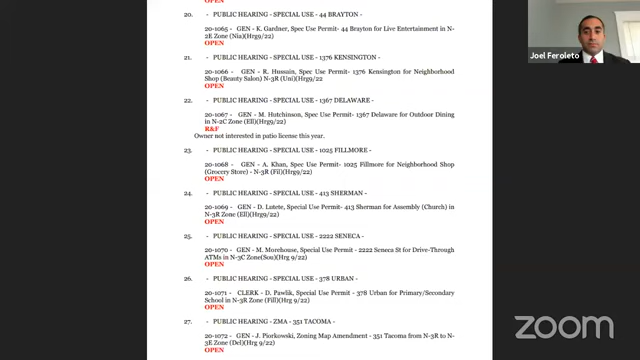 20. - PUBLIC HEARING - SPECIAL USE - 44 BRAYTON -
20-1065 - GEN - K. Gardner, Spec Use Permit- 44 Brayton for Live Entertainment in N-
2E Zone (Nia)(Hrg9/22)
OPEN
21. - PUBLIC HEARING - SPECIAL USE - 1376 KENSINGTON -
20-1066 - GEN - R. Hussain, Spec Use Permit- 1376 Kensington for Neighborhood
Shop (Beauty Salon) N-3R (Uni)(Hrg9/22
OPEN
22. - PUBLIC HEARING - SPECIAL USE - 1367 DELAWARE -
20-1067 - GEN - M. Hutchinson, Spec Use Permit- 1367 Delaware for Outdoor Dining
in N-2C Zone (Ell)(Hrg9/22)
R&F
Owner not interested in patio license this year.
23. - PUBLIC HEARING - SPECIAL USE - 1025 FILLMORE -
20-1068 - GEN - A. Khan, Spec Use Permit- 1025 Fillmore for Neighborhood Shop
(Grocery Store) - N-3R (Fil)(Hrg9/22)
OPEN
24. - PUBLIC HEARING - SPECIAL USE - 413 SHERMAN -
20-1069 - GEN - D. Lutete, Special Use Permit- 413 Sherman for Assembly (Church) in
N-3R Zone (Ell)(Hrg9/22)
OPEN
25. - PUBLIC HEARING - SPECIAL USE - 2222 SENECA -
20-1070 - GEN - M. Morehouse, Special Use Permit - 2222 Seneca St for Drive-Through
ATMs in N-3C Zone(Sou)(Hrg 9/22)
OPEN
26. - PUBLIC HEARING - SPECIAL USE - 378 URBAN -
20-1071 - CLERK - D. Pawlik, Special Use Permit - 378 Urban for Primary/Secondary
School in N-3R Zone (Fill)(Hrg 9/22)
OPEN
27. - PUBLIC HEARING - ZMA - 351 TACOMA -
20-1072 - GEN - J. Piorkowski, Zoning Map Amendment - 351 Tacoma from N-3R to N-
3E Zone (Del)(Hrg 9/22)
OPEN
Joel Feroleto
zoom